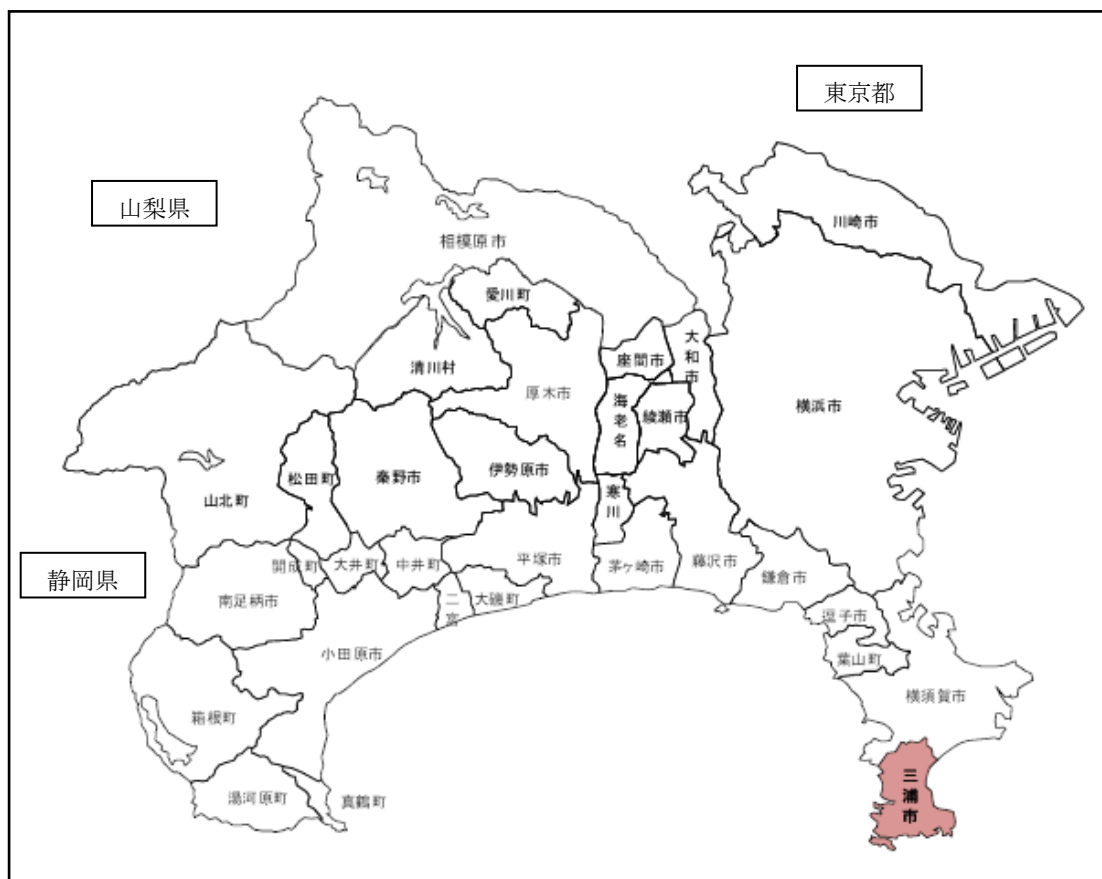 東京都
山梨県
川崎市
相模原市
愛川町
大和市
座間市
清川村
厚木市
海老名
綾瀬市
横浜市
伊勢原市
松田町
秦野市
寒川
山北町
静岡県
開成町
大井町
中井町
平塚市
茅ヶ崎市
藤沢市
鎌倉市
南足柄市
二宮
大磯町
逗子市
小田原市
葉山町
横須賀市
箱根町
三浦市
湯河原町
真鶴町